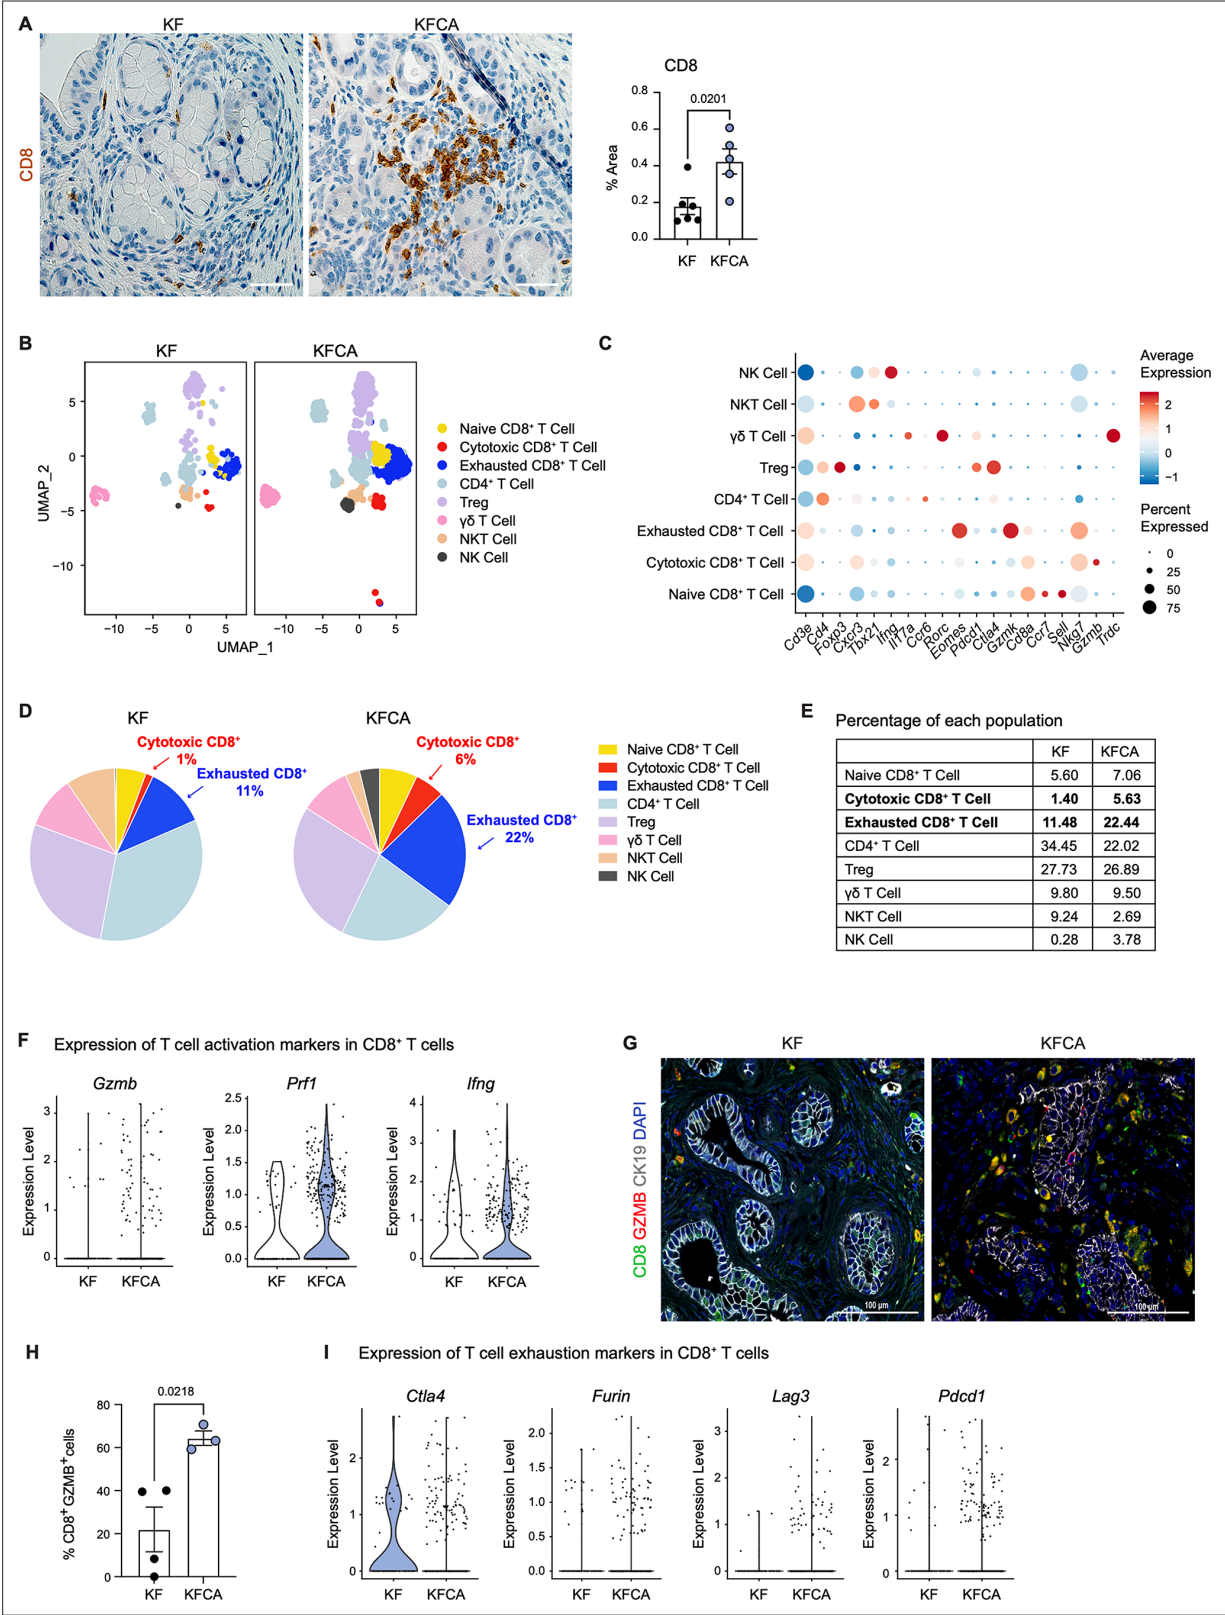 A
KF
KFCA
CD8
CD8
% Area
0.8
0.6
0.4
0.2
0.0
0.0201
KF
KFCA
B
KF
KFCA
UMAP_2
5
0
−5
−10
−10
−5
0
5
−10
−5
0
5
UMAP_1
Naive CD8⁺ T Cell
Cytotoxic CD8⁺ T Cell
Exhausted CD8⁺ T Cell
CD4⁺ T Cell
Treg
γδ T Cell
NKT Cell
NK Cell
C
NK Cell
NKT Cell
γδ T Cell
Treg
CD4⁺ T Cell
Exhausted CD8⁺ T Cell
Cytotoxic CD8⁺ T Cell
Naive CD8⁺ T Cell
Cd3e
Cd4
Foxp3
Cxcr3
Tbx21
Ifng
Il17a
Ccr6
Rorc
Eomes
Pdcd1
Ctla4
Gzmk
Cd8a
Ccr7
Sell
Nkg7
Gzmb
Trdc
Average
Expression
2
1
0
−1
Percent
Expressed
0
25
50
75
D
KF
KFCA
Cytotoxic CD8⁺
1%
Exhausted CD8⁺
11%
Cytotoxic CD8⁺
6%
Exhausted CD8⁺
22%
Naive CD8⁺ T Cell
Cytotoxic CD8⁺ T Cell
Exhausted CD8⁺ T Cell
CD4⁺ T Cell
Treg
γδ T Cell
NKT Cell
NK Cell
E
Percentage of each population
KF KFCA
Naive CD8⁺ T Cell 5.60 7.06
Cytotoxic CD8⁺ T Cell 1.40 5.63
Exhausted CD8⁺ T Cell 11.48 22.44
CD4⁺ T Cell 34.45 22.02
Treg 27.73 26.89
γδ T Cell 9.80 9.50
NKT Cell 9.24 2.69
NK Cell 0.28 3.78
F
Expression of T cell activation markers in CD8⁺ T cells
Gzmb
Expression Level
3
2
1
0
KF
KFCA
Prf1
Expression Level
2.5
2.0
1.5
1.0
0.5
0.0
KF
KFCA
Ifng
Expression Level
4
3
2
1
0
KF
KFCA
G
KF
KFCA
CD8 GZMB CK19 DAPI
100 µm
100 µm
H
% CD8⁺ GZMB⁺ cells
80
60
40
20
0
0.0218
KF
KFCA
I
Expression of T cell exhaustion markers in CD8⁺ T cells
Ctla4
Expression Level
2
1
0
KF
KFCA
Furin
Expression Level
2.0
1.5
1.0
0.5
0.0
KF
KFCA
Lag3
Expression Level
3
2
1
0
KF
KFCA
Pdcd1
Expression Level
2
1
0
KF
KFCA